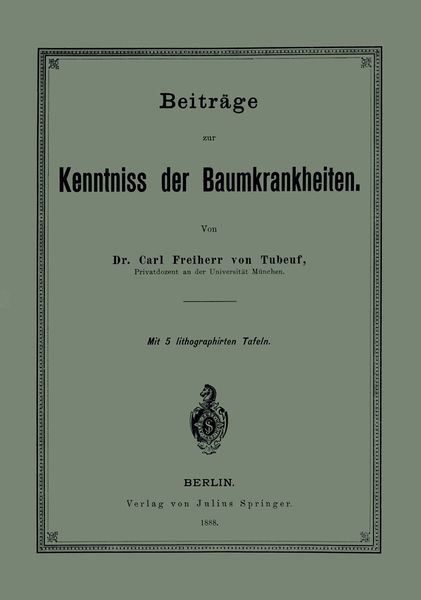 Beiträge
zur
Kenntniss der Baumkrankheiten.
Von
Dr. Carl Freiherr von Tubeuf,
Privatdozent an der Universität München.
Mit 5 lithographirten Tafeln.
S
BERLIN.
Verlag von Julius Springer.
1888.